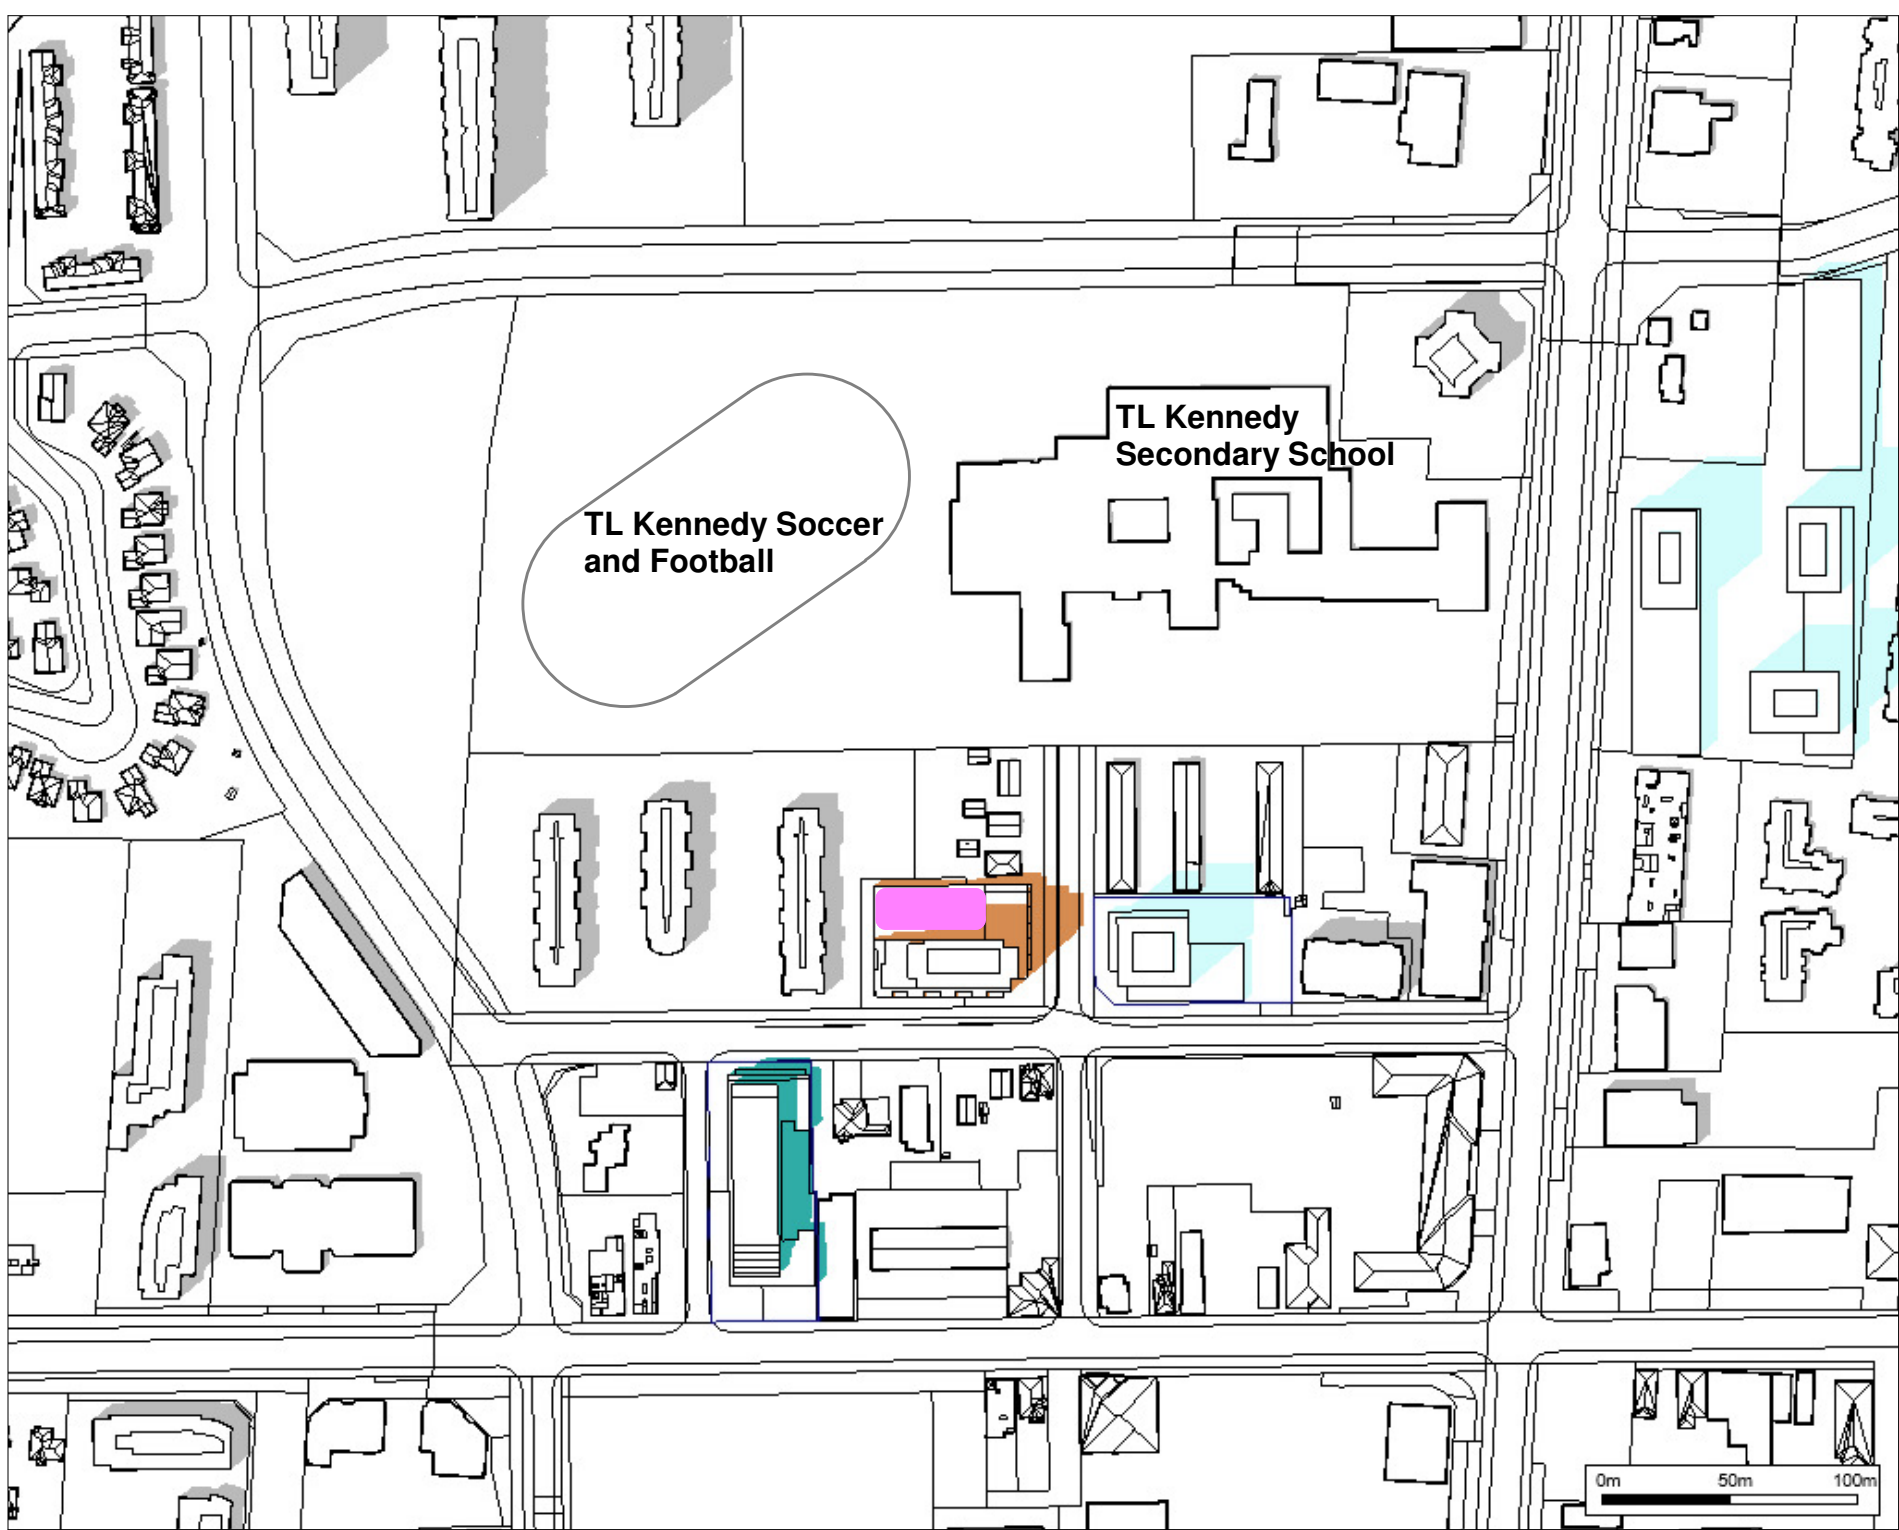 TL Kennedy
Secondary School
TL Kennedy Soccer
and Football
0m 50m 100m